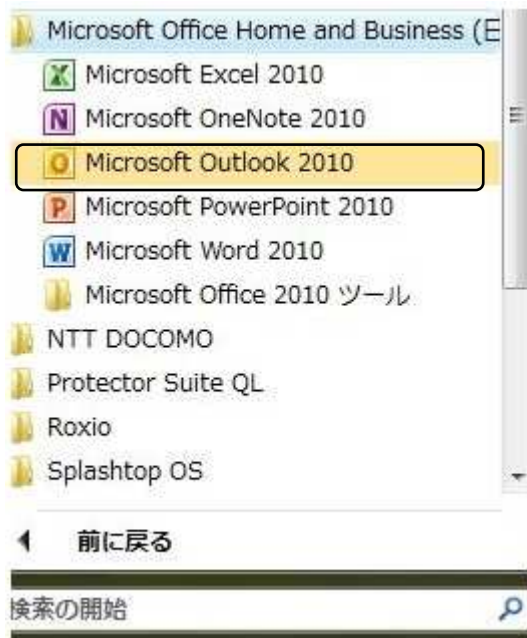 Microsoft Office Home and Business (日
Microsoft Excel 2010
Microsoft OneNote 2010
Microsoft Outlook 2010
Microsoft PowerPoint 2010
Microsoft Word 2010
Microsoft Office 2010 ツール
NTT DOCOMO
Protector Suite QL
Roxio
Splashtop OS
前に戻る
検索の開始